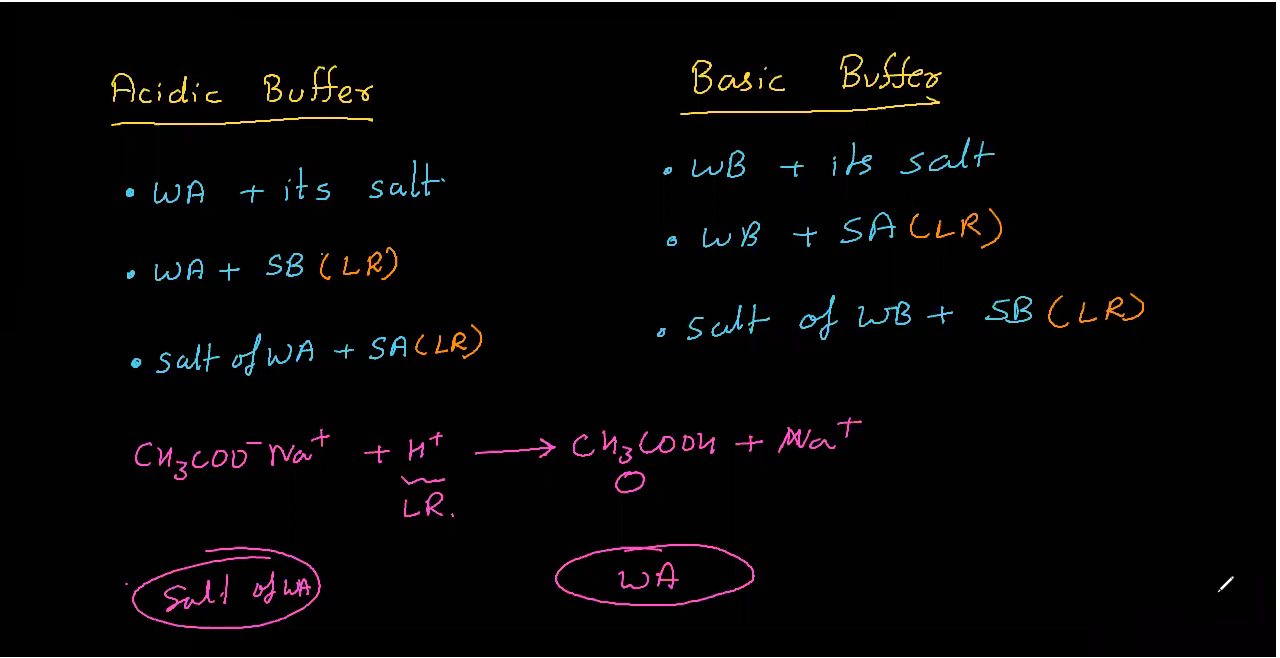 Acidic Buffer
• WA + its salt
• WA + SB (LR)
• salt of WA + SA (LR)
Basic Buffer
• WB + its salt
• WB + SA (LR)
• salt of WB + SB (LR)
CH₃COO⁻Na⁺ + H⁺ ⟶ CH₃COOH + Na⁺
LR.
Salt of WA
WA